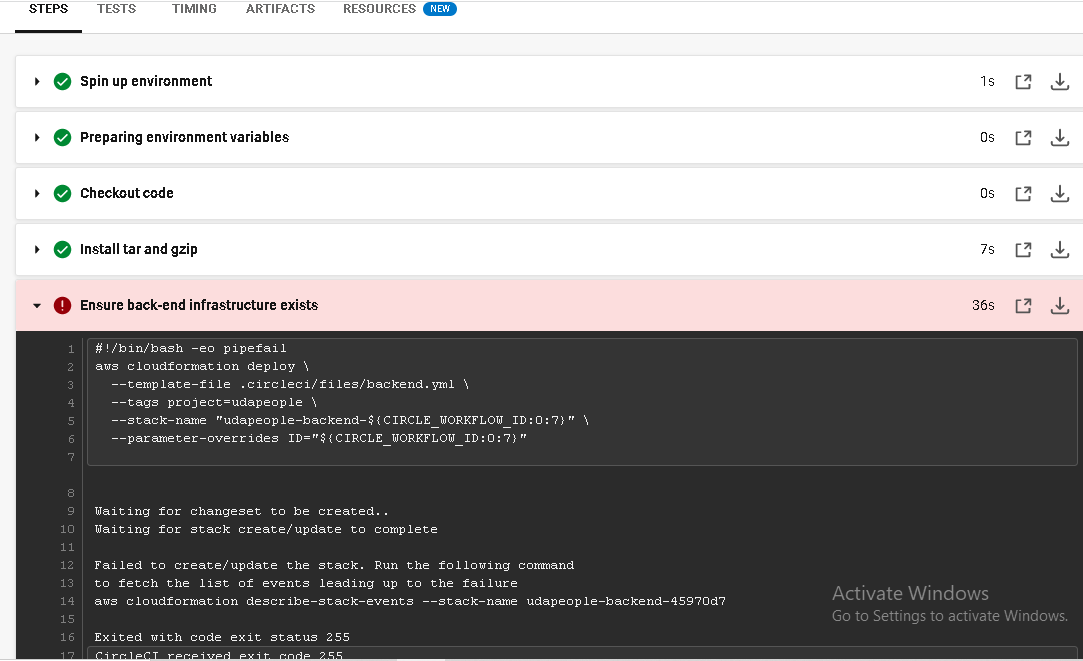 STEPS TESTS TIMING ARTIFACTS RESOURCES NEW
Spin up environment 1s
Preparing environment variables 0s
Checkout code 0s
Install tar and gzip 7s
Ensure back-end infrastructure exists 36s
1 #!/bin/bash -eo pipefail
2 aws cloudformation deploy \
3 --template-file .circleci/files/backend.yml \
4 --tags project=udapeople \
5 --stack-name "udapeople-backend-${CIRCLE_WORKFLOW_ID:0:7}" \
6 --parameter-overrides ID="${CIRCLE_WORKFLOW_ID:0:7}"
7
8
9 Waiting for changeset to be created..
10 Waiting for stack create/update to complete
11
12 Failed to create/update the stack. Run the following command
13 to fetch the list of events leading up to the failure
14 aws cloudformation describe-stack-events --stack-name udapeople-backend-45970d7
15
16 Exited with code exit status 255
17 CircleCI received exit code 255
Activate Windows
Go to Settings to activate Windows.